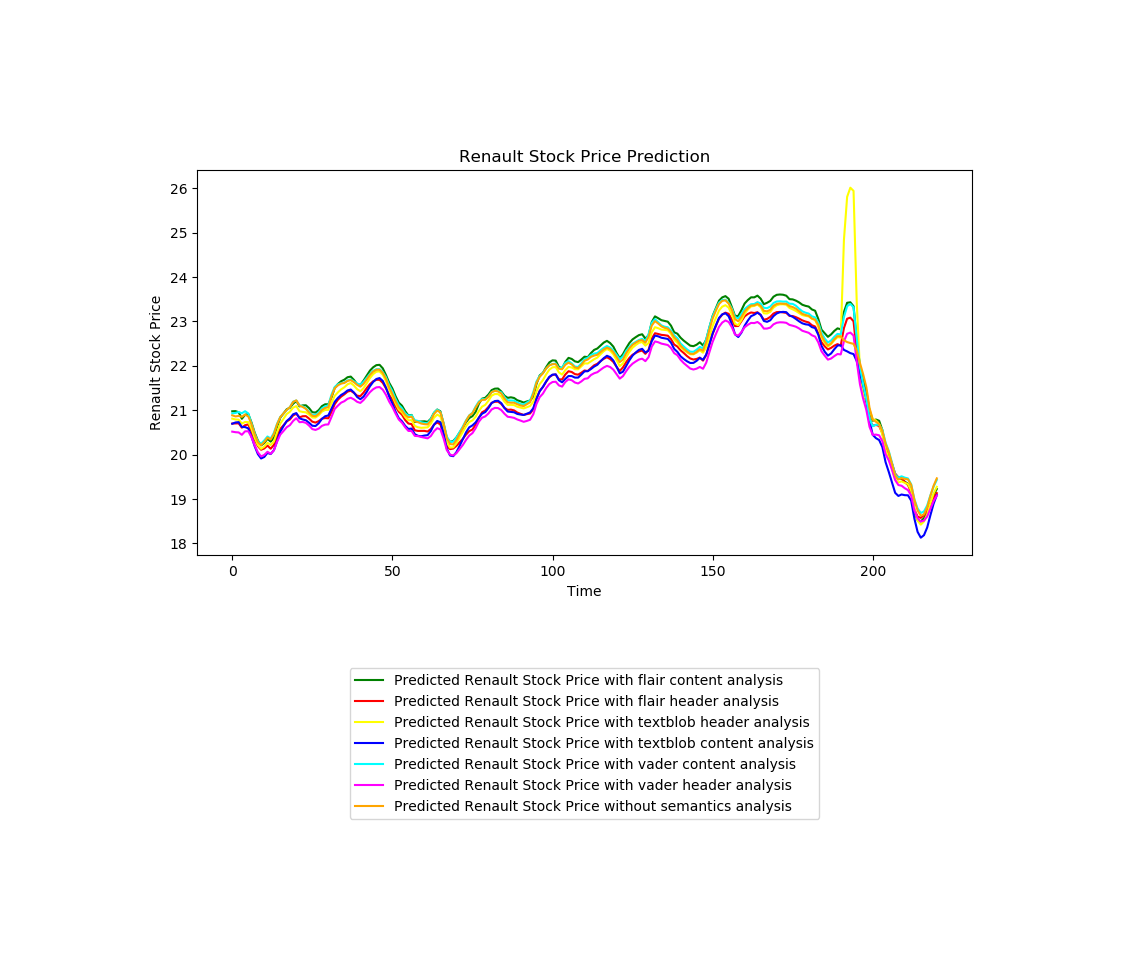 Renault Stock Price Prediction
26
25
24
23
22
21
20
19
18
Renault Stock Price
0 50 100 150 200
Time
Predicted Renault Stock Price with flair content analysis
Predicted Renault Stock Price with flair header analysis
Predicted Renault Stock Price with textblob header analysis
Predicted Renault Stock Price with textblob content analysis
Predicted Renault Stock Price with vader content analysis
Predicted Renault Stock Price with vader header analysis
Predicted Renault Stock Price without semantics analysis